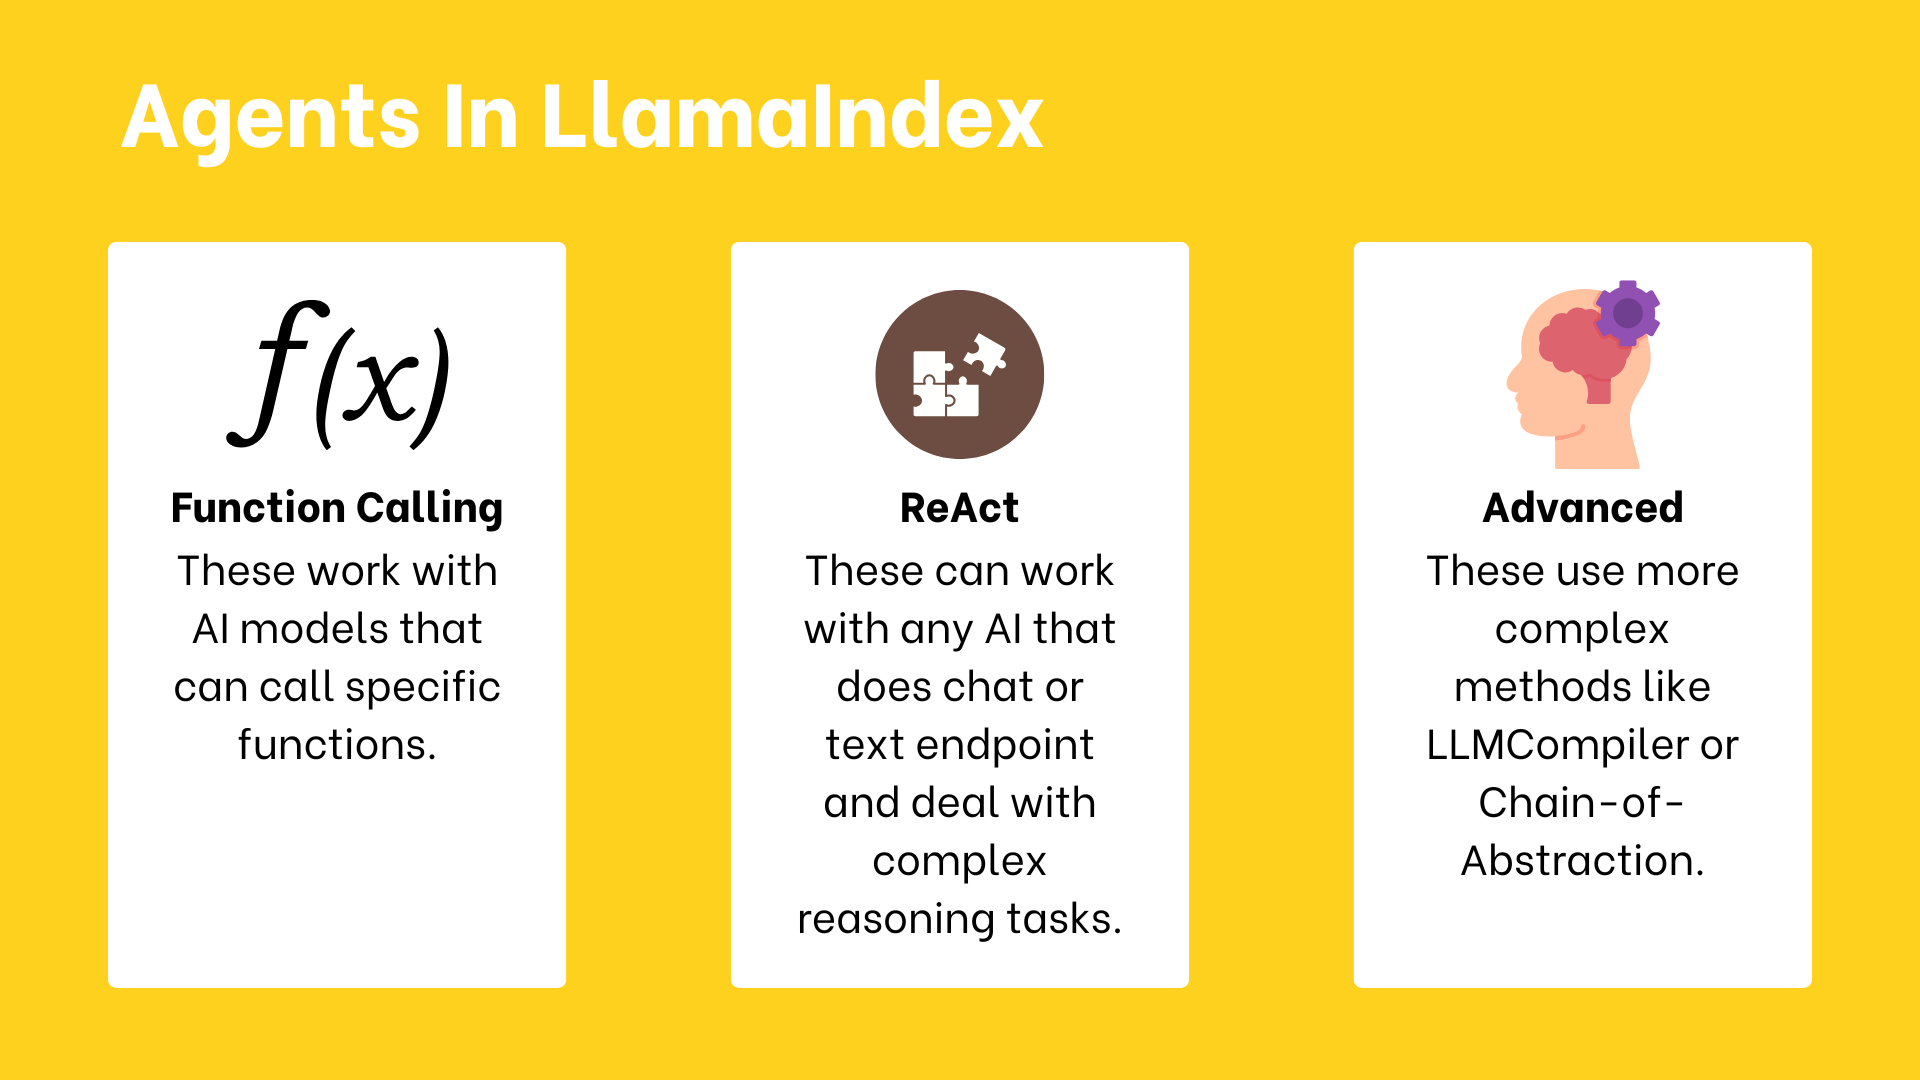 Agents In LlamaIndex
f(x)
Function Calling
These work with
AI models that
can call specific
functions.
ReAct
These can work
with any AI that
does chat or
text endpoint
and deal with
complex
reasoning tasks.
Advanced
These use more
complex
methods like
LLMCompiler or
Chain-of-
Abstraction.